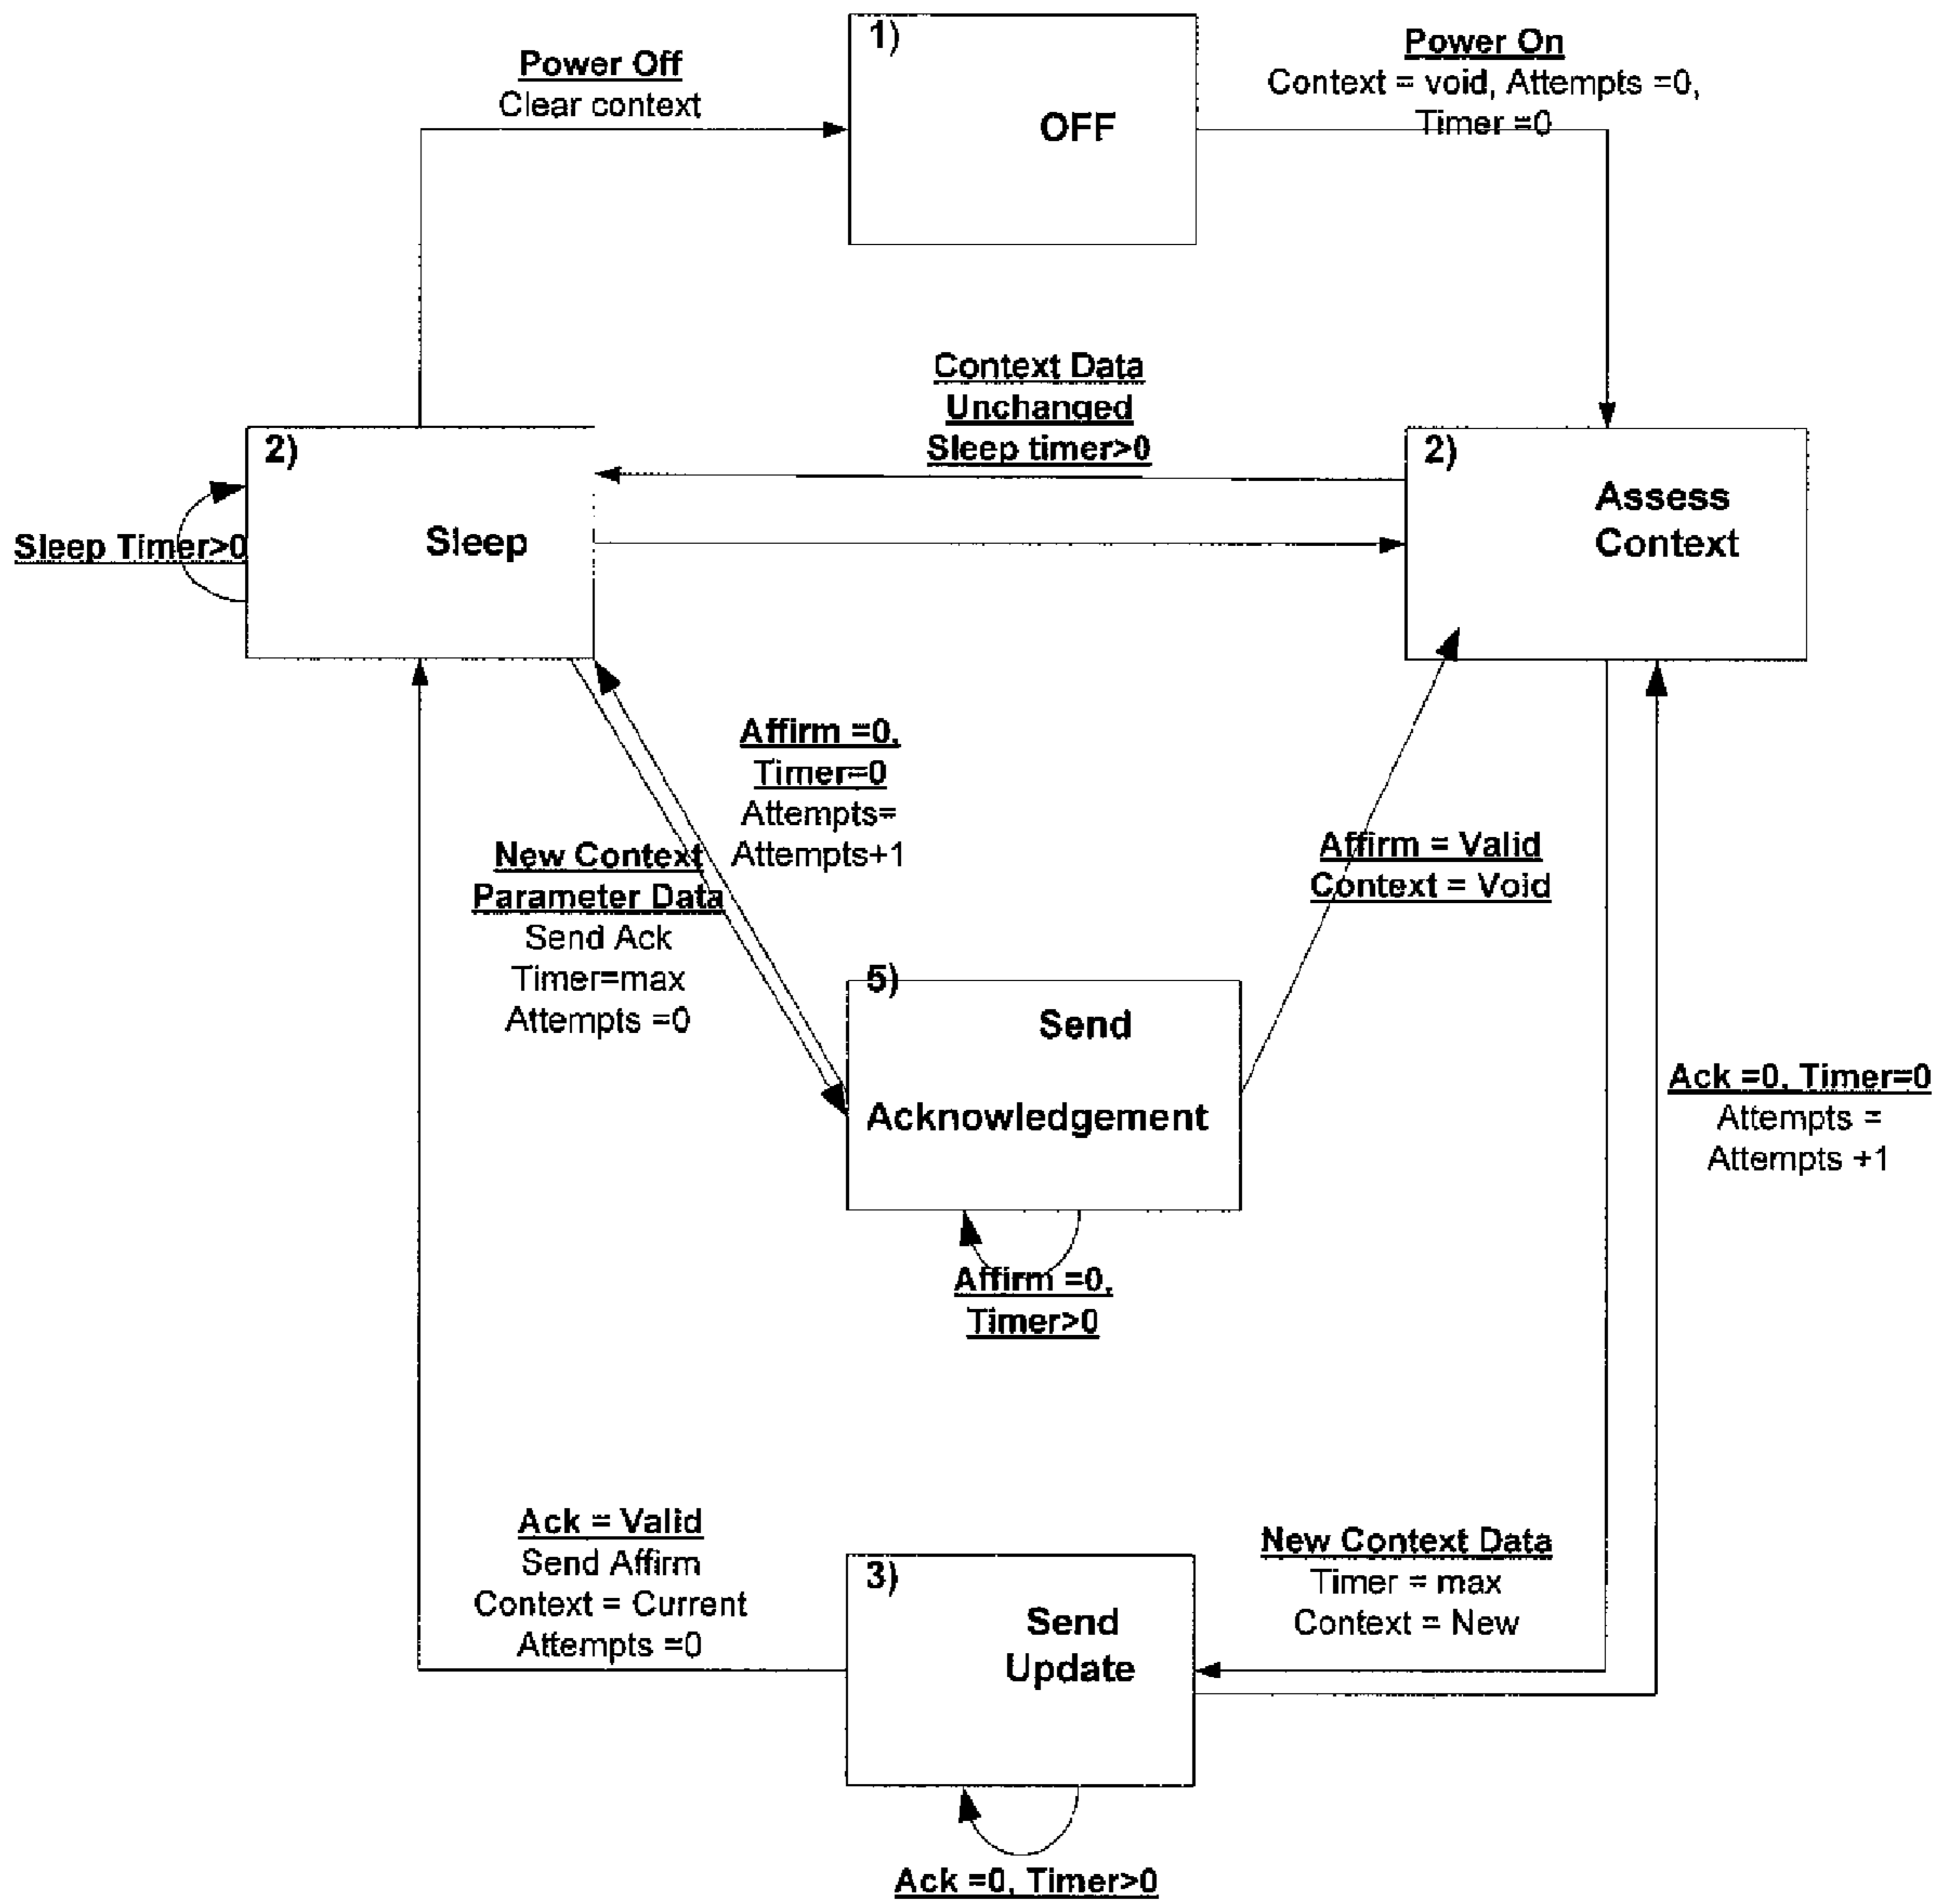 1)
OFF
Power Off
Clear context
Power On
Context = void, Attempts =0,
Timer =0
Context Data
Unchanged
Sleep timer>0
2)
Sleep
Sleep Timer>0
2)
Assess
Context
Affirm =0,
Timer=0
Attempts=
Attempts+1
New Context
Parameter Data
Send Ack
Timer=max
Attempts =0
Affirm = Valid
Context = Void
5)
Send
Acknowledgement
Affirm =0,
Timer>0
Ack =0, Timer=0
Attempts =
Attempts +1
Ack = Valid
Send Affirm
Context = Current
Attempts =0
3)
Send
Update
New Context Data
Timer = max
Context = New
Ack =0, Timer>0